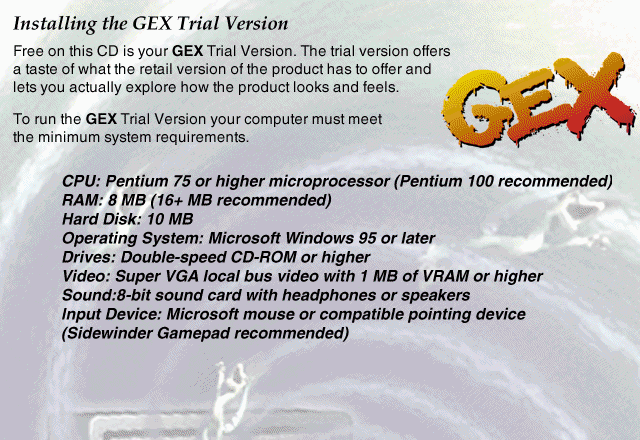 Installing the GEX Trial Version
Free on this CD is your GEX Trial Version. The trial version offers
a taste of what the retail version of the product has to offer and
lets you actually explore how the product looks and feels.
GEX
To run the GEX Trial Version your computer must meet
the minimum system requirements.
CPU: Pentium 75 or higher microprocessor (Pentium 100 recommended)
RAM: 8 MB (16+ MB recommended)
Hard Disk: 10 MB
Operating System: Microsoft Windows 95 or later
Drives: Double-speed CD-ROM or higher
Video: Super VGA local bus video with 1 MB of VRAM or higher
Sound:8-bit sound card with headphones or speakers
Input Device: Microsoft mouse or compatible pointing device
(Sidewinder Gamepad recommended)